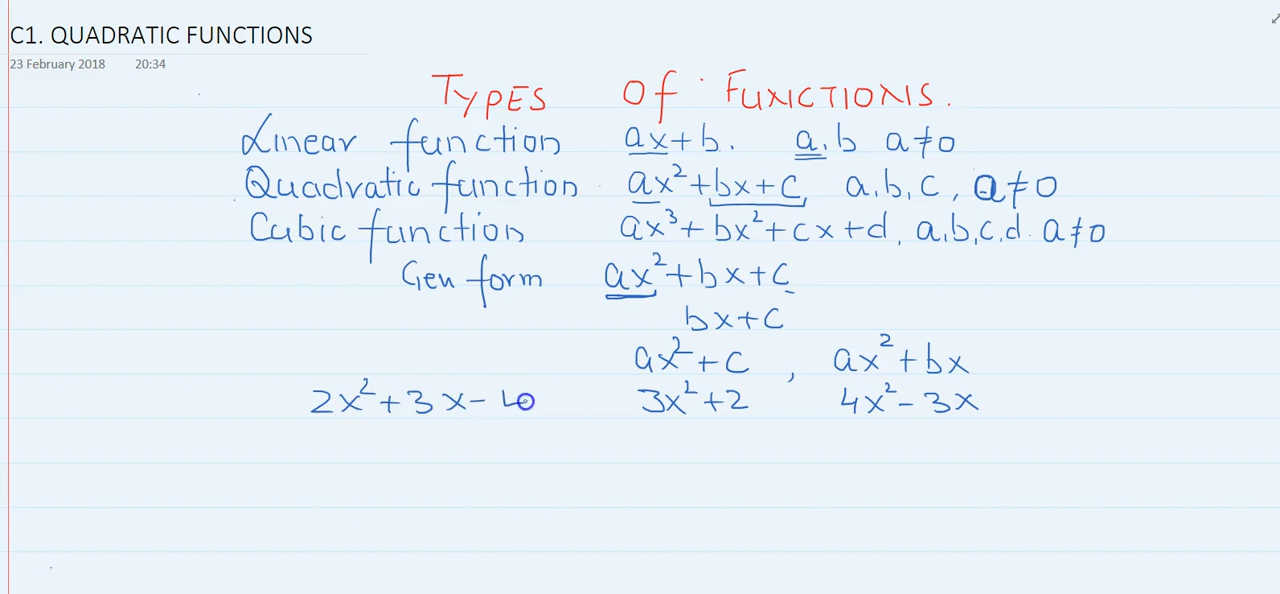 C1. QUADRATIC FUNCTIONS
23 February 2018 20:34
TYPES Of FUNCTIONS.
Linear function ax+b. a,b a≠0
Quadratic function ax²+bx+c a,b,c, a≠0
Cubic function ax³+bx²+cx+d, a,b,c,d. a≠0
Gen form ax²+bx+c
bx+c
ax²+c , ax²+bx
2x²+3x- 3x²+2 4x²-3x